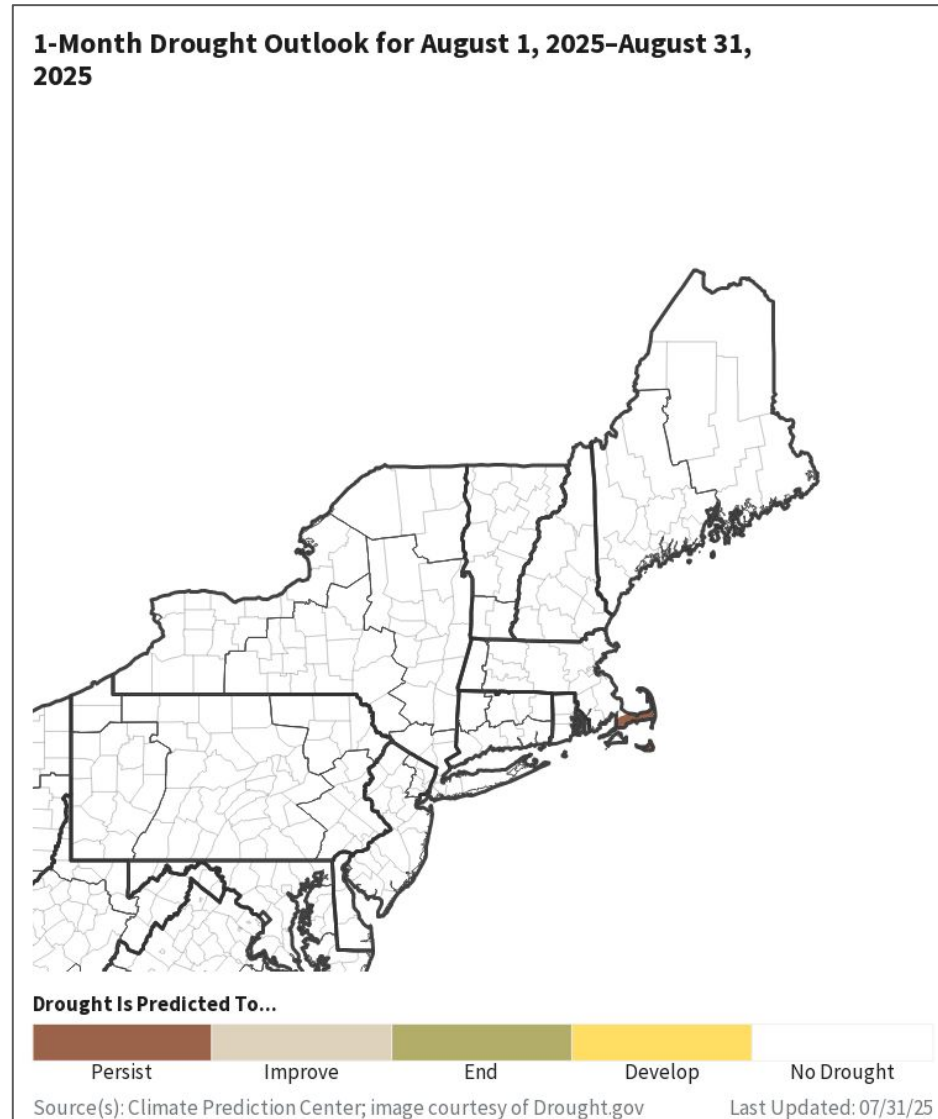 1-Month Drought Outlook for August 1, 2025–August 31,
2025
Drought Is Predicted To...
Persist Improve End Develop No Drought
Source(s): Climate Prediction Center; image courtesy of Drought.gov Last Updated: 07/31/25